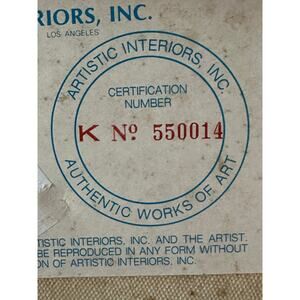 RIORS, INC.
LOS ANGELES
ARTISTIC INTERIORS, INC.
CERTIFICATION
NUMBER
K Nº 550014
AUTHENTIC WORKS OF ART
TISTIC INTERIORS, INC. AND THE ARTIST.
BE REPRODUCED IN ANY FORM WITHOUT
ON OF ARTISTIC INTERIORS, INC.